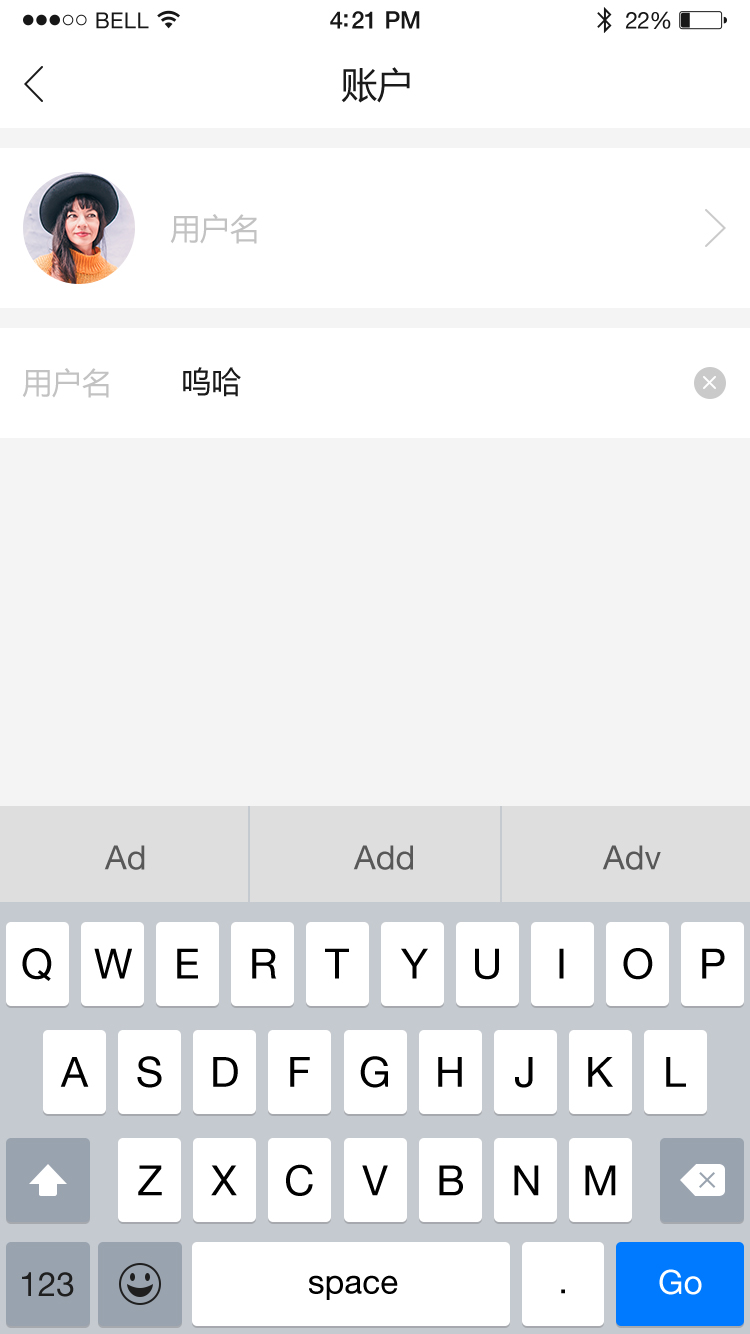 BELL 4:21 PM 22%
账户
用户名
用户名 呜哈
Ad Add Adv
Q W E R T Y U I O P
A S D F G H J K L
Z X C V B N M
123 space . Go